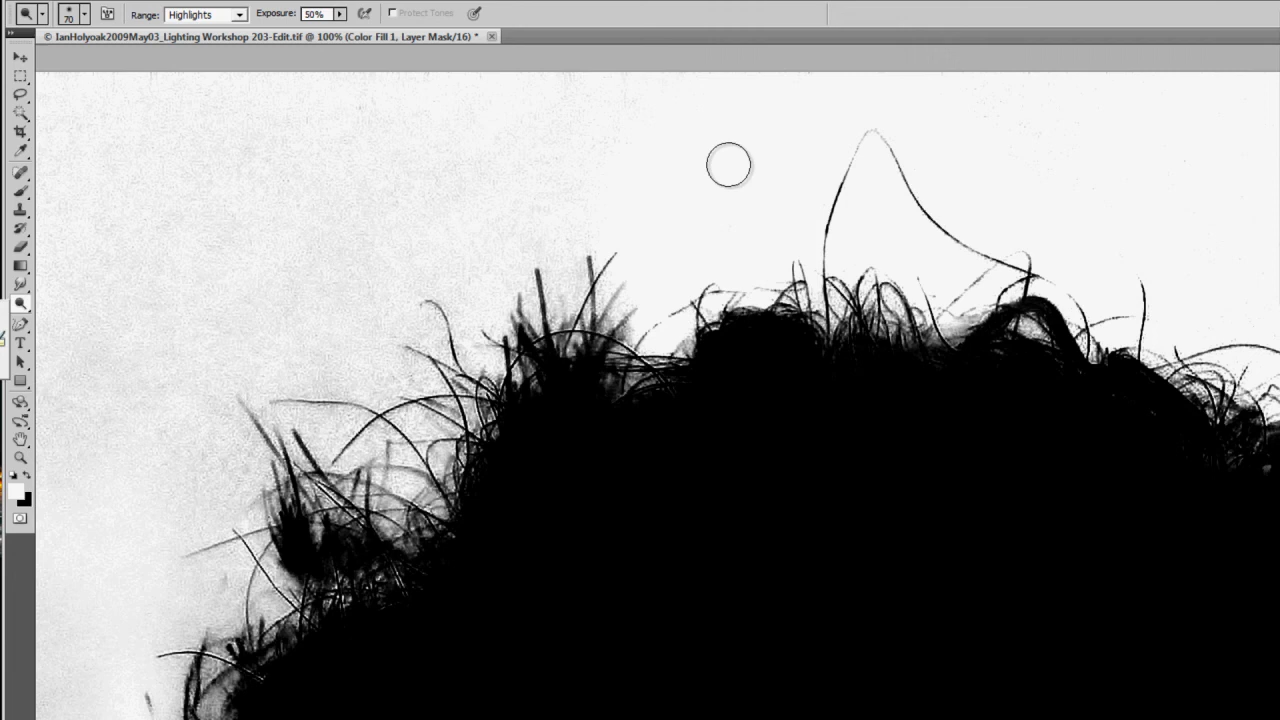 70 Range: Highlights Exposure: 50% Protect Tones
© IanHolyoak2009May03_Lighting Workshop 203-Edit.tif @ 100% (Color Fill 1, Layer Mask/16) *
T